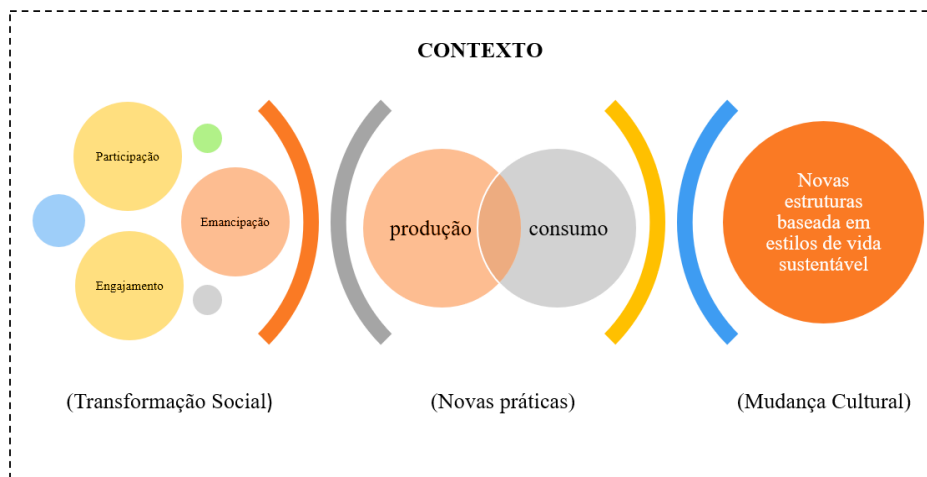 CONTEXTO
Participação
Emancipação
Engajamento
produção
consumo
Novas
estruturas
baseada em
estilos de vida
sustentável
(Transformação Social)
(Novas práticas)
(Mudança Cultural)